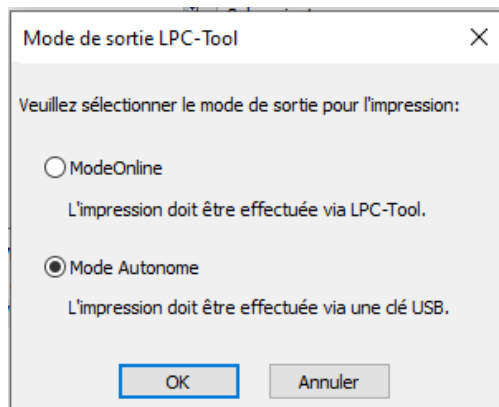 Mode de sortie LPC-Tool
Veuillez sélectionner le mode de sortie pour l'impression:
ModeOnline
L'impression doit être effectuée via LPC-Tool.
Mode Autonome
L'impression doit être effectuée via une clé USB.
OK Annuler